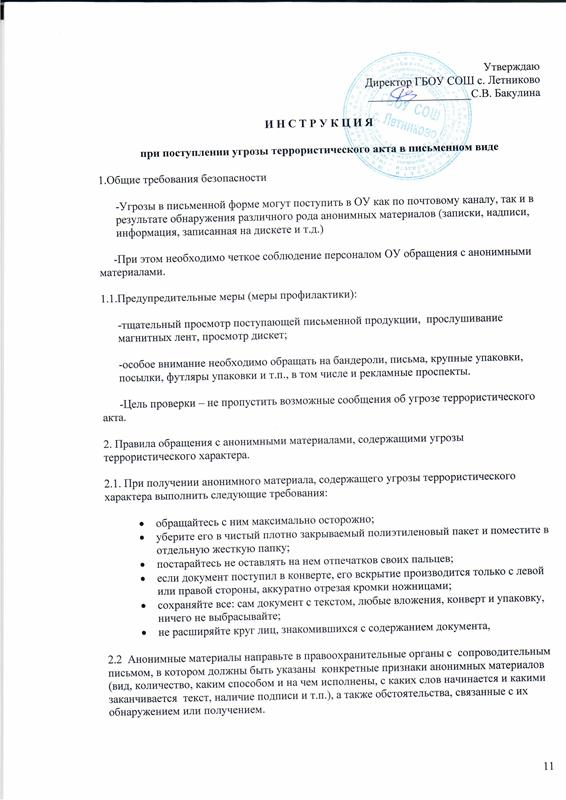 Утверждаю
Директор ГБОУ СОШ с. Летниково
С.В. Бакулина
ОУ СОШ
с. Летниково
И Н С Т Р У К Ц И Я
при поступлении угрозы террористического акта в письменном виде
1.Общие требования безопасности
-Угрозы в письменной форме могут поступить в ОУ как по почтовому каналу, так и в
результате обнаружения различного рода анонимных материалов (записки, надписи,
информация, записанная на дискете и т.д.)
-При этом необходимо четкое соблюдение персоналом ОУ обращения с анонимными
материалами.
1.1.Предупредительные меры (меры профилактики):
-тщательный просмотр поступающей письменной продукции, прослушивание
магнитных лент, просмотр дискет;
-особое внимание необходимо обращать на бандероли, письма, крупные упаковки,
посылки, футляры упаковки и т.п., в том числе и рекламные проспекты.
-Цель проверки – не пропустить возможные сообщения об угрозе террористического
акта.
2. Правила обращения с анонимными материалами, содержащими угрозы
террористического характера.
2.1. При получении анонимного материала, содержащего угрозы террористического
характера выполнить следующие требования:
• обращайтесь с ним максимально осторожно;
• уберите его в чистый плотно закрываемый полиэтиленовый пакет и поместите в
отдельную жесткую папку;
• постарайтесь не оставлять на нем отпечатков своих пальцев;
• если документ поступил в конверте, его вскрытие производится только с левой
или правой стороны, аккуратно отрезая кромки ножницами;
• сохраняйте все: сам документ с текстом, любые вложения, конверт и упаковку,
ничего не выбрасывайте;
• не расширяйте круг лиц, знакомившихся с содержанием документа,
2.2 Анонимные материалы направьте в правоохранительные органы с сопроводительным
письмом, в котором должны быть указаны конкретные признаки анонимных материалов
(вид, количество, каким способом и на чем исполнены, с каких слов начинается и какими
заканчивается текст, наличие подписи и т.п.), а также обстоятельства, связанные с их
обнаружением или получением.
11